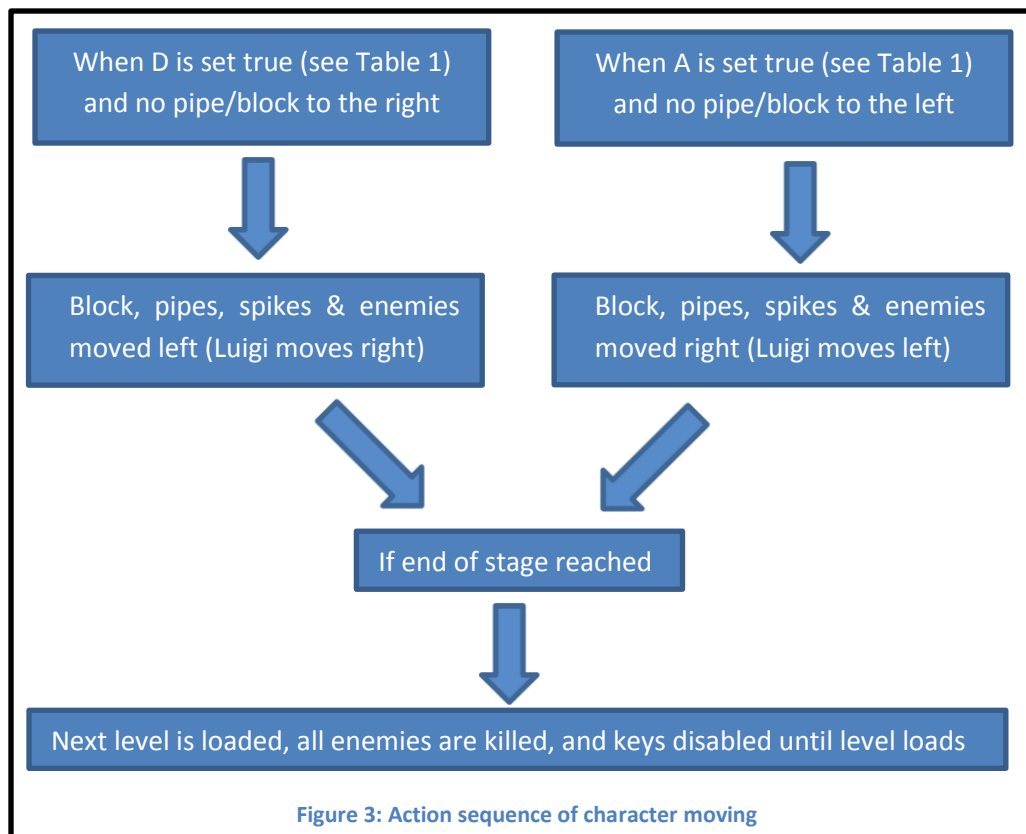 When D is set true (see Table 1)
and no pipe/block to the right
When A is set true (see Table 1)
and no pipe/block to the left
Block, pipes, spikes & enemies
moved left (Luigi moves right)
Block, pipes, spikes & enemies
moved right (Luigi moves left)
If end of stage reached
Next level is loaded, all enemies are killed, and keys disabled until level loads
Figure 3: Action sequence of character moving